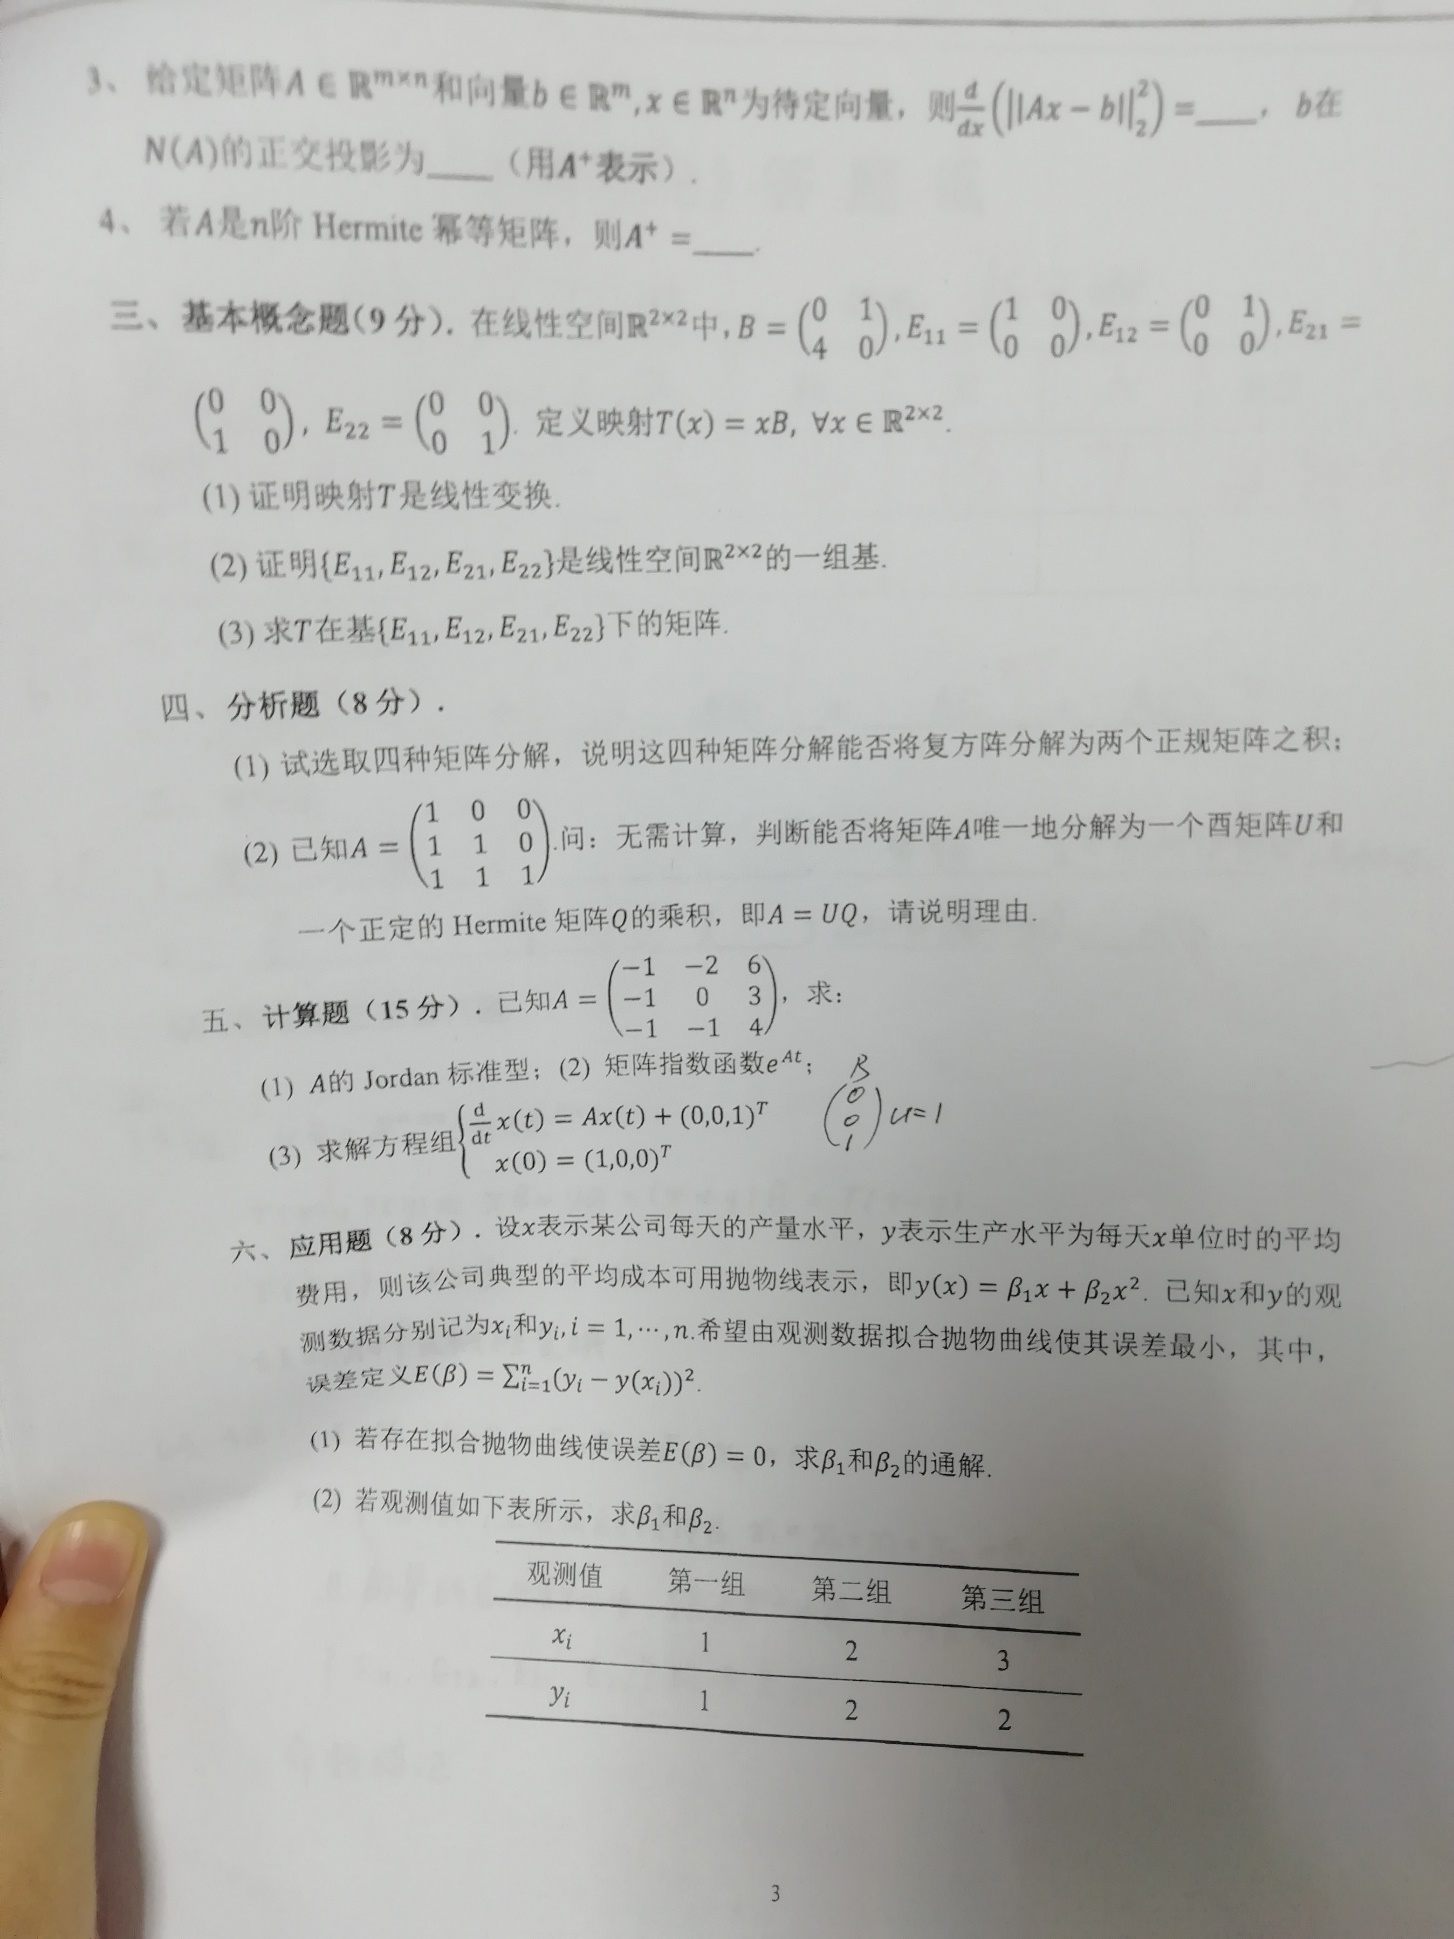 3、给定矩阵A ∈ ℝ^{m×n}和向量b ∈ ℝ^m, x ∈ ℝ^n为待定向量，则 d/dx (||Ax − b||₂²) = ____，b在
N(A)的正交投影为____（用A⁺表示）.
4、若A是n阶 Hermite 幂等矩阵，则A⁺ = ____.
三、基本概念题(9 分). 在线性空间ℝ^{2×2}中, B = (0 1; 4 0), E₁₁ = (1 0; 0 0), E₁₂ = (0 1; 0 0), E₂₁ =
(0 0; 1 0), E₂₂ = (0 0; 0 1). 定义映射T(x) = xB, ∀x ∈ ℝ^{2×2}.
(1) 证明映射T是线性变换.
(2) 证明{E₁₁, E₁₂, E₂₁, E₂₂}是线性空间ℝ^{2×2}的一组基.
(3) 求T在基{E₁₁, E₁₂, E₂₁, E₂₂}下的矩阵.
四、分析题（8 分）.
(1) 试选取四种矩阵分解，说明这四种矩阵分解能否将复方阵分解为两个正规矩阵之积；
(2) 已知A = (1 0 0; 1 1 0; 1 1 1).问：无需计算，判断能否将矩阵A唯一地分解为一个酉矩阵U和
一个正定的 Hermite 矩阵Q的乘积，即A = UQ，请说明理由.
五、计算题（15 分）. 已知A = (−1 −2 6; −1 0 3; −1 −1 4)，求：
(1) A的 Jordan 标准型；(2) 矩阵指数函数e^{At}；
(3) 求解方程组{ d/dt x(t) = Ax(t) + (0,0,1)^T
x(0) = (1,0,0)^T
B
(0; 0; 1) u=1
六、应用题（8 分）. 设x表示某公司每天的产量水平，y表示生产水平为每天x单位时的平均
费用，则该公司典型的平均成本可用抛物线表示，即y(x) = β₁x + β₂x². 已知x和y的观
测数据分别记为xᵢ和yᵢ, i = 1, ⋯, n.希望由观测数据拟合抛物曲线使其误差最小，其中，
误差定义E(β) = ∑ᵢ₌₁ⁿ(yᵢ − y(xᵢ))².
(1) 若存在拟合抛物曲线使误差E(β) = 0，求β₁和β₂的通解.
(2) 若观测值如下表所示，求β₁和β₂.
观测值 第一组 第二组 第三组
xᵢ 1 2 3
yᵢ 1 2 2
3